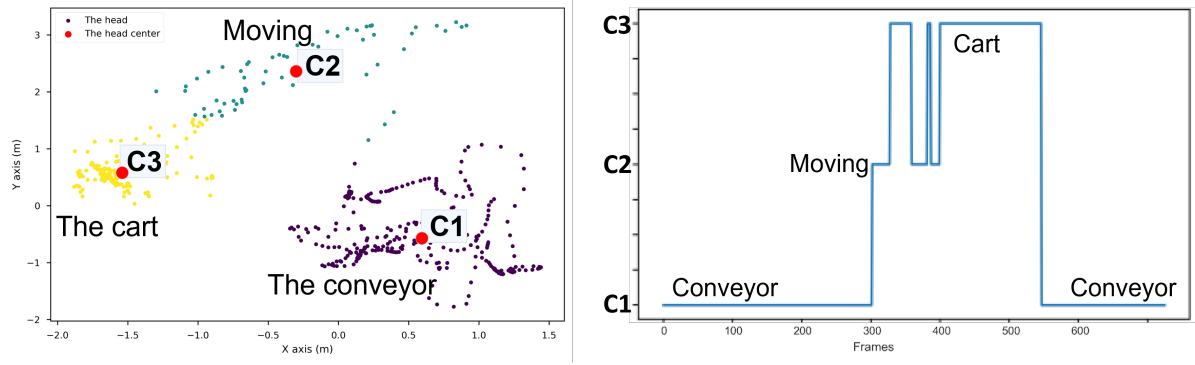 The head
The head center
Moving
C2
C3
The cart
C1
The conveyor
3
2
1
0
−1
−2
Y axis (m)
−2.0 −1.5 −1.0 −0.5 0.0 0.5 1.0 1.5
X axis (m)
C3
C2
C1
Cart
Moving
Conveyor
Conveyor
0 100 200 300 400 500 600
Frames